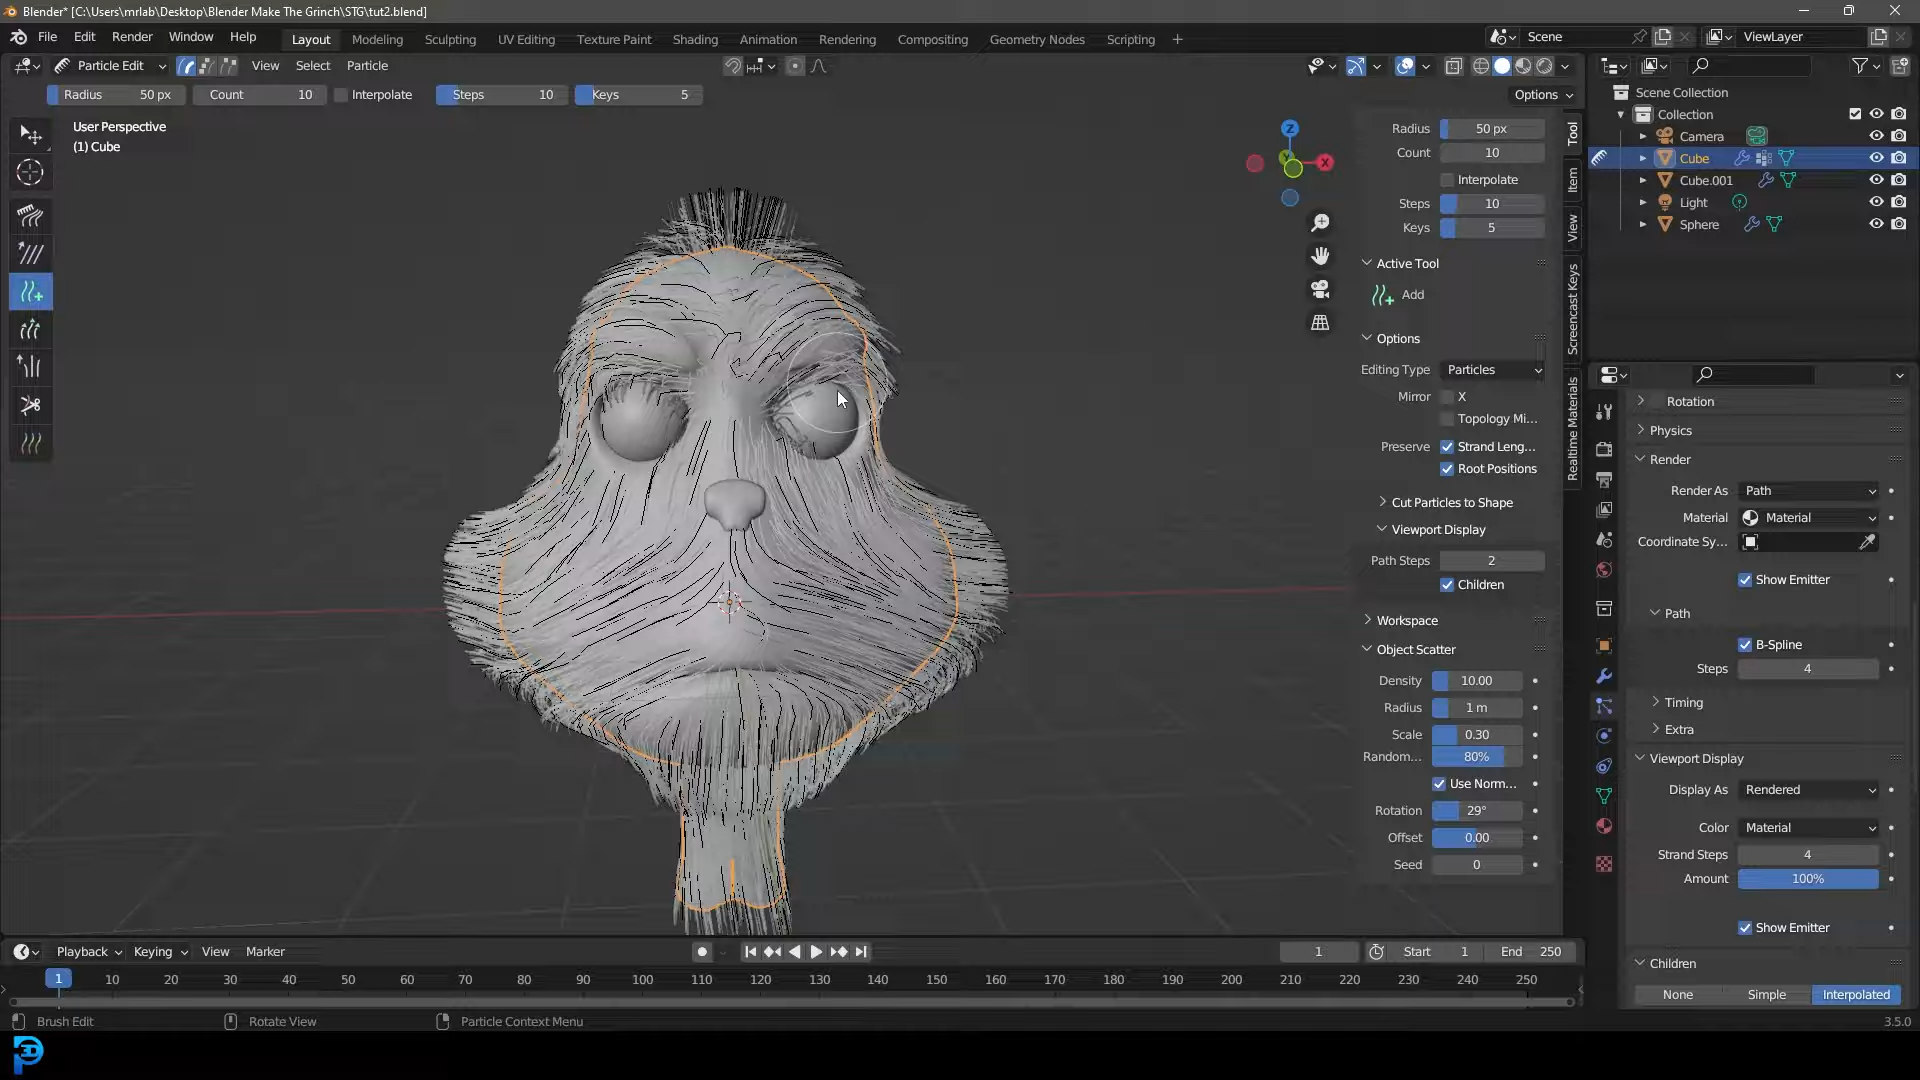 Blender* [C:\Users\mrlab\Desktop\Blender Make The Grinch\STG\tut2.blend]
File Edit Render Window Help Layout Modeling Sculpting UV Editing Texture Paint Shading Animation Rendering Compositing Geometry Nodes Scripting + Scene ViewLayer
Particle Edit View Select Particle
Radius 50 px Count 10 Interpolate Steps 10 Keys 5 Options
User Perspective
(1) Cube
Z
Y
X
Radius 50 px
Count 10
Interpolate
Steps 10
Keys 5
Active Tool
Add
Options
Editing Type Particles
Mirror X
Topology Mi...
Preserve Strand Leng...
Root Positions
Cut Particles to Shape
Viewport Display
Path Steps 2
Children
Workspace
Object Scatter
Density 10.00
Radius 1 m
Scale 0.30
Random... 80%
Use Norm...
Rotation 29°
Offset 0.00
Seed 0
Tool
Item
View
Screencast Keys
Realtime Materials
Scene Collection
Collection
Camera
Cube
Cube.001
Light
Sphere
Rotation
Physics
Render
Render As Path
Material Material
Coordinate Sy...
Show Emitter
Path
B-Spline
Steps 4
Timing
Extra
Viewport Display
Display As Rendered
Color Material
Strand Steps 4
Amount 100%
Show Emitter
Children
None Simple Interpolated
Playback Keying View Marker 1 Start 1 End 250
1 10 20 30 40 50 60 70 80 90 100 110 120 130 140 150 160 170 180 190 200 210 220 230 240 250
Brush Edit Rotate View Particle Context Menu 3.5.0
3D